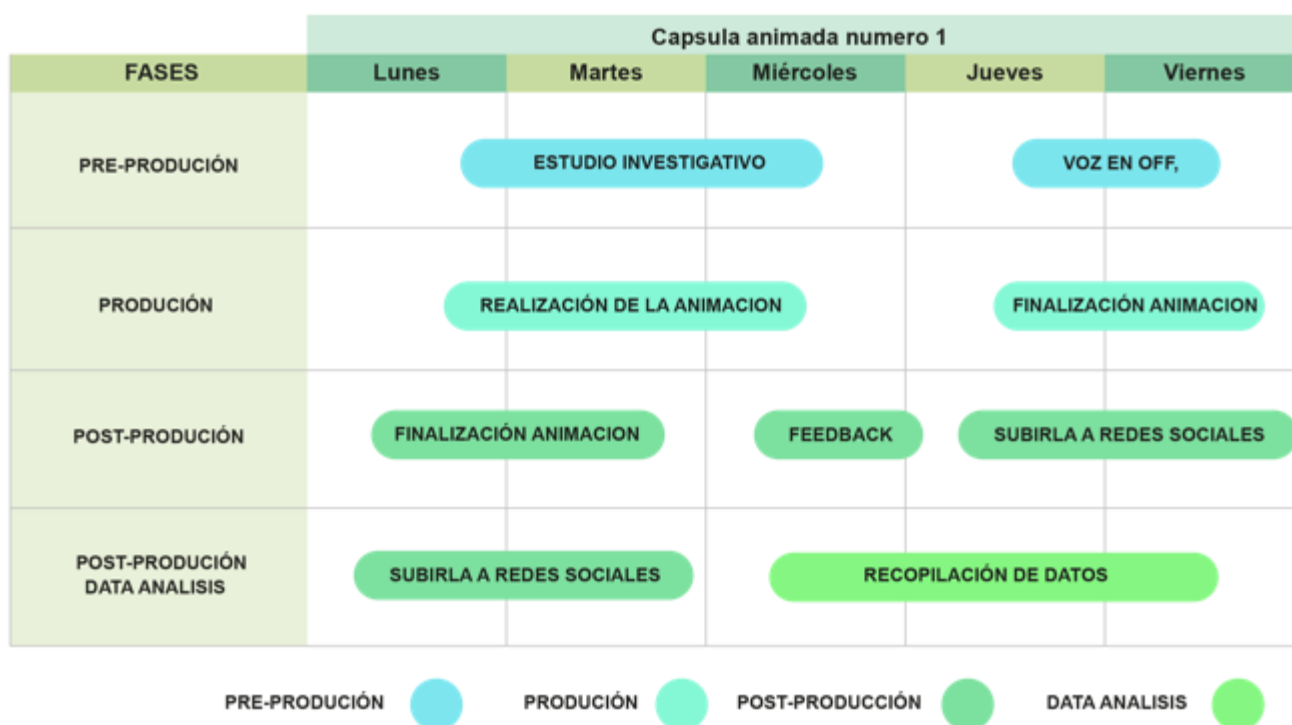 Capsula animada numero 1
FASES Lunes Martes Miércoles Jueves Viernes
PRE-PRODUCIÓN ESTUDIO INVESTIGATIVO VOZ EN OFF,
PRODUCIÓN REALIZACIÓN DE LA ANIMACION FINALIZACIÓN ANIMACION
POST-PRODUCIÓN FINALIZACIÓN ANIMACION FEEDBACK SUBIRLA A REDES SOCIALES
POST-PRODUCIÓN
DATA ANALISIS SUBIRLA A REDES SOCIALES RECOPILACIÓN DE DATOS
PRE-PRODUCIÓN PRODUCIÓN POST-PRODUCCIÓN DATA ANALISIS